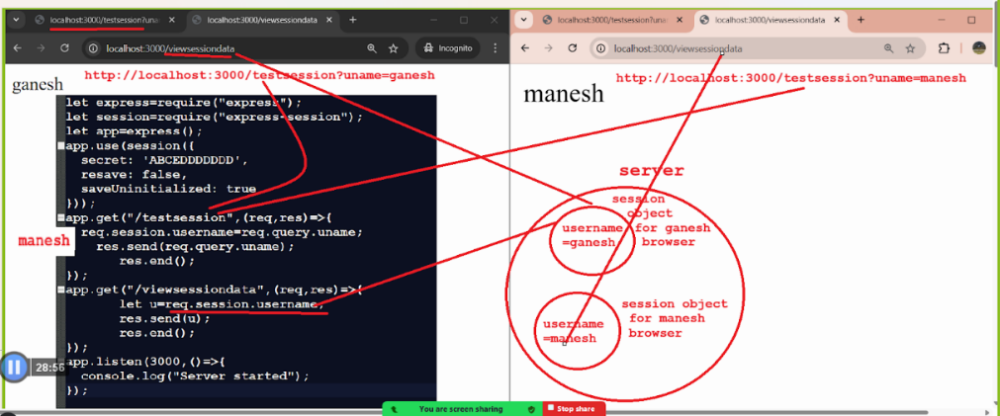 localhost:3000/testsession?una
localhost:3000/viewsessiondata
localhost:3000/testsession?una
localhost:3000/viewsessiondata
localhost:3000/viewsessiondata
Incognito
localhost:3000/viewsessiondata
ganesh
http://localhost:3000/testsession?uname=ganesh
http://localhost:3000/testsession?uname=manesh
manesh
let express=require("express");
let session=require("express-session");
let app=express();
app.use(session({
secret: 'ABCEDDDDDDD',
resave: false,
saveUninitialized: true
}));
app.get("/testsession",(req,res)=>{
req.session.username=req.query.uname;
res.send(req.query.uname);
res.end();
});
app.get("/viewsessiondata",(req,res)=>{
let u=req.session.username;
res.send(u);
res.end();
});
app.listen(3000,()=>{
console.log("Server started");
});
manesh
server
session
object
for ganesh
browser
username
=ganesh
session object
for manesh
browser
username
=manesh
28:56
You are screen sharing
Stop share